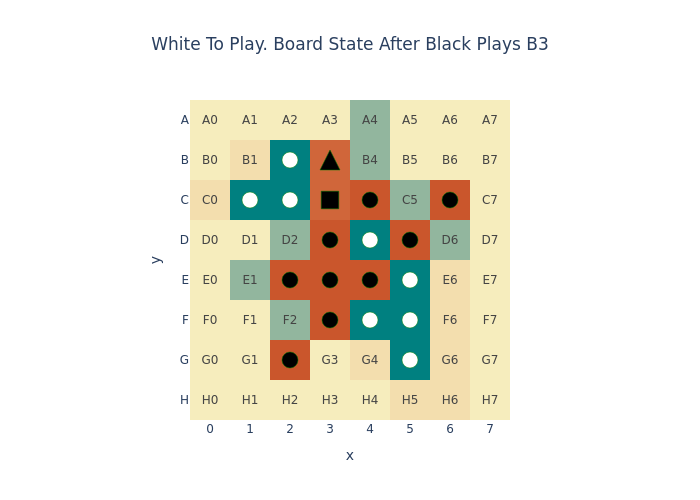 White To Play. Board State After Black Plays B3
A A0 A1 A2 A3 A4 A5 A6 A7
B B0 B1 B4 B5 B6 B7
C C0 C5 C7
D D0 D1 D2 D6 D7
y
E E0 E1 E6 E7
F F0 F1 F2 F6 F7
G G0 G1 G3 G4 G6 G7
H H0 H1 H2 H3 H4 H5 H6 H7
0 1 2 3 4 5 6 7
x